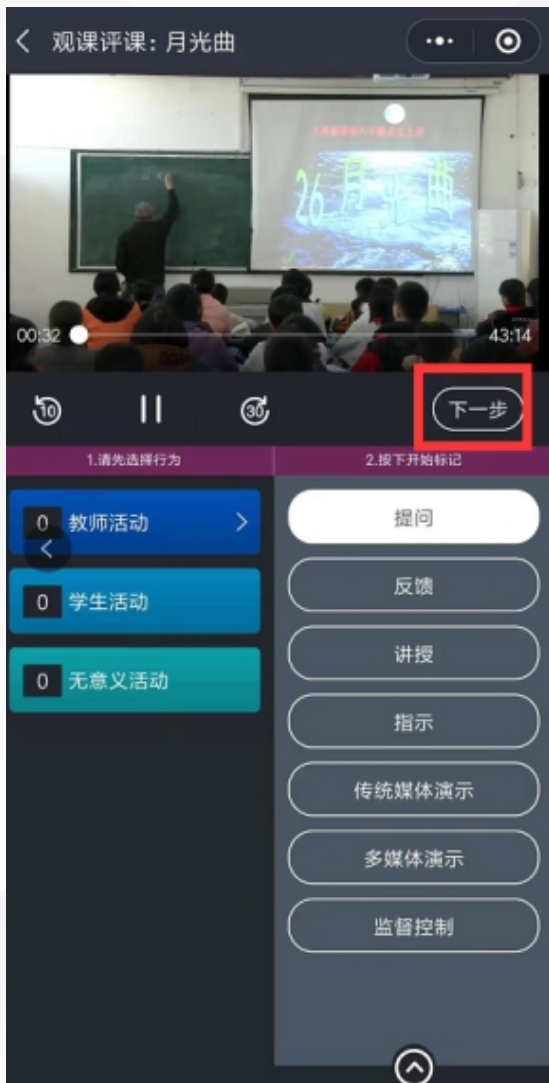 观课评课：月光曲
26 月光曲
00:32
43:14
10
30
下一步
1.请先选择行为
2.按下开始标记
0 教师活动
提问
反馈
0 学生活动
讲授
0 无意义活动
指示
传统媒体演示
多媒体演示
监督控制